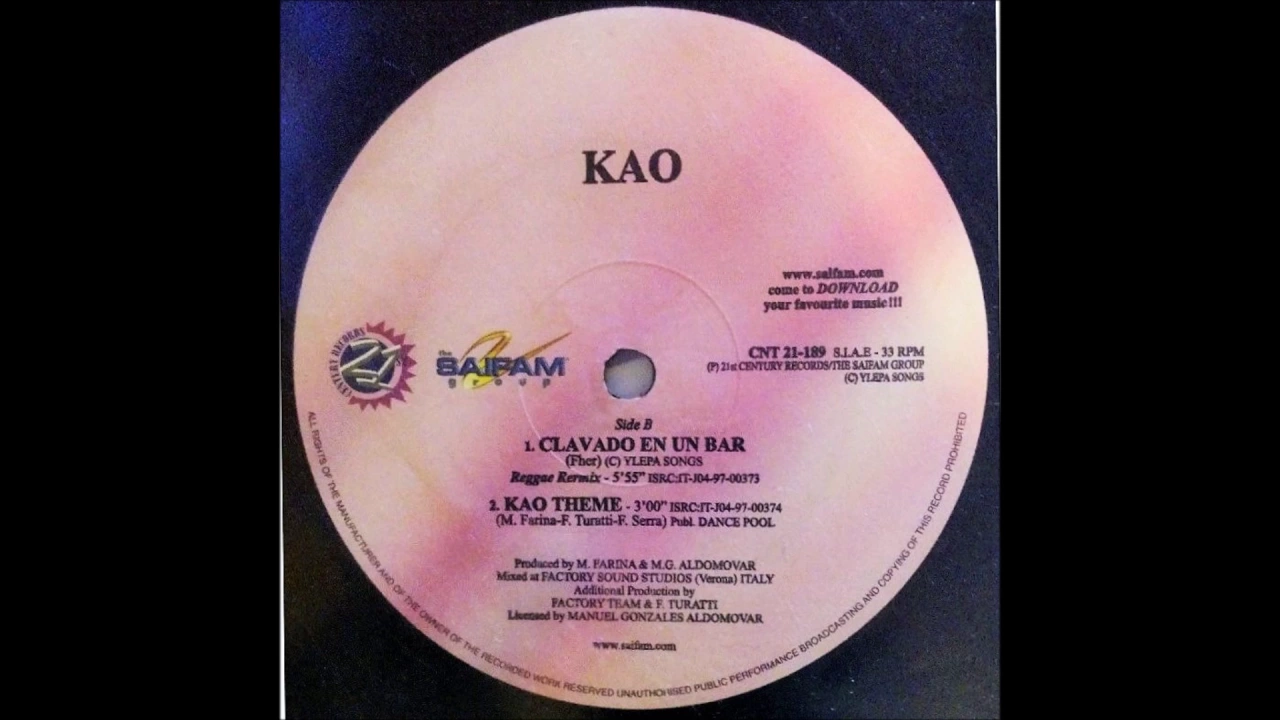 KAO
www.saifam.com
come to DOWNLOAD
your favourite music!!!
21st CENTURY RECORDS
the
SAIFAM
group
CNT 21-189 S.I.A.E - 33 RPM
(P) 21st CENTURY RECORDS/THE SAIFAM GROUP
(C) YLEPA SONGS
Side B
1. CLAVADO EN UN BAR
(Fher) (C) YLEPA SONGS
Reggae Rermix - 5'55" ISRC:IT-J04-97-00373
2. KAO THEME - 3'00" ISRC:IT-J04-97-00374
(M. Farina-F. Turatti-F. Serra) Publ. DANCE POOL
Produced by M. FARINA & M.G. ALDOMOVAR
Mixed at FACTORY SOUND STUDIOS (Verona) ITALY
Additional Production by
FACTORY TEAM & F. TURATTI
Licensed by MANUEL GONZALES ALDOMOVAR
www.saifam.com
ALL RIGHTS OF THE MANUFACTURER AND OF THE OWNER OF THE RECORDED WORK RESERVED UNAUTHORISED PUBLIC PERFORMANCE BROADCASTING AND COPYING OF THIS RECORD PROHIBITED